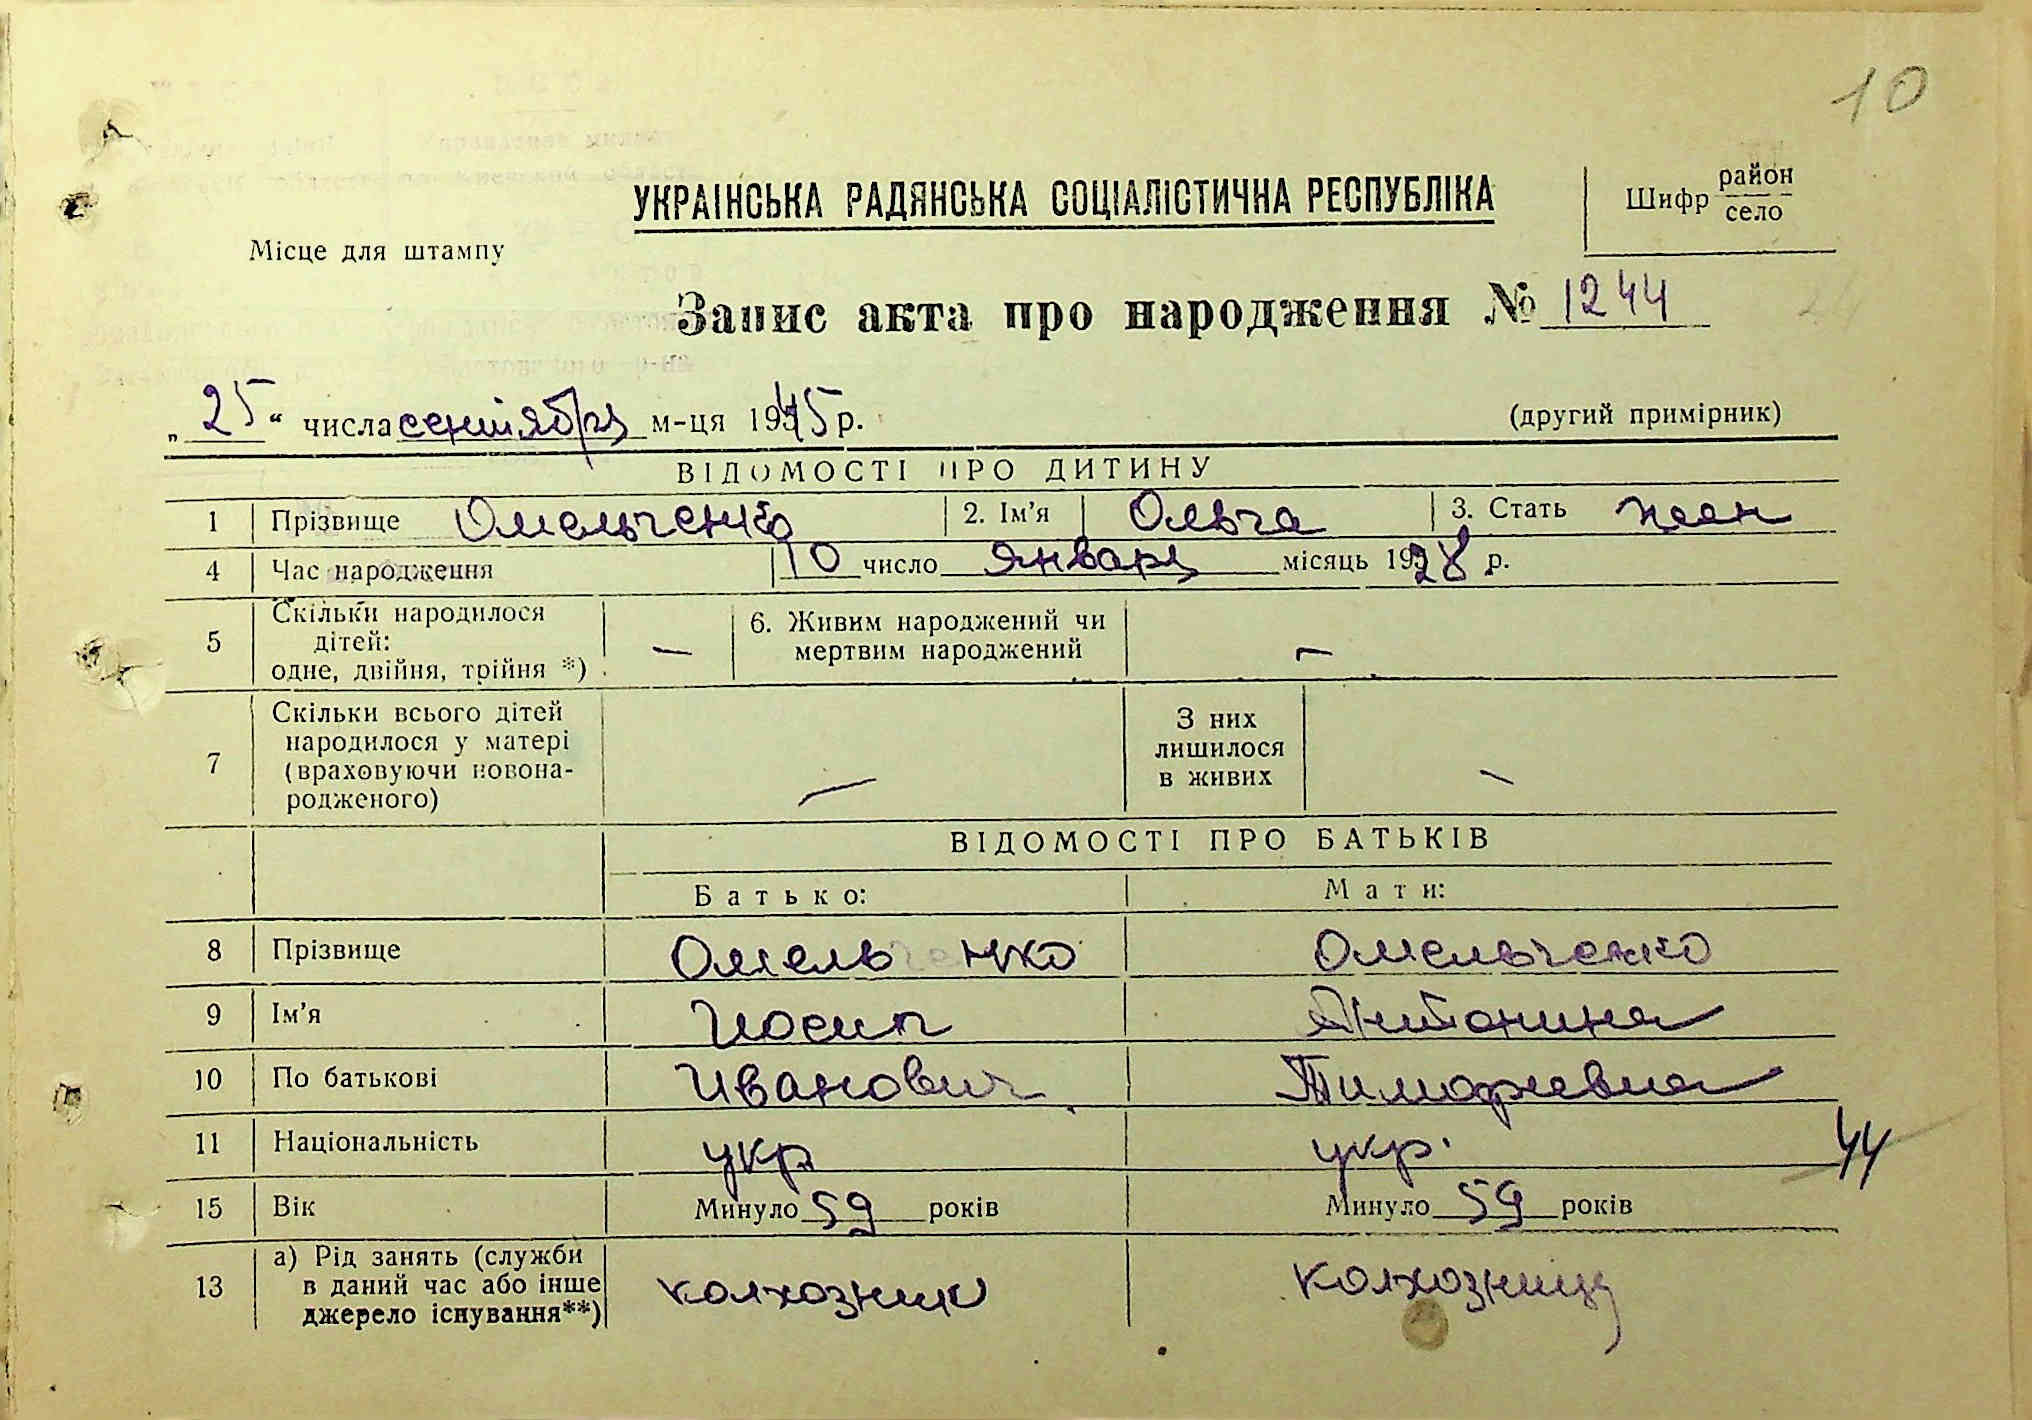 10
УКРАЇНСЬКА РАДЯНСЬКА СОЦІАЛІСТИЧНА РЕСПУБЛІКА
Шифр район село
Місце для штампу
Запис акта про народження № 1244
„25“ числа сентября м-ця 1945 р. (другий примірник)
ВІДОМОСТІ ПРО ДИТИНУ
1 Прізвище Омельченко 2. Ім'я Ольга 3. Стать жен
4 Час народження 10 число января місяць 1928 р.
5 Скільки народилося дітей: одне, двійня, трійня *) — 6. Живим народжений чи мертвим народжений —
7 Скільки всього дітей народилося у матері (враховуючи новонародженого) — З них лишилося в живих —
ВІДОМОСТІ ПРО БАТЬКІВ
Батько: Мати:
8 Прізвище Омельченко Омельченко
9 Ім'я Иосип Антонина
10 По батькові Иванович Тимофеевна
11 Національність укр укр.
44
15 Вік Минуло 59 років Минуло 59 років
13 а) Рід занять (служби в даний час або інше джерело існування**) колхозник колхозница